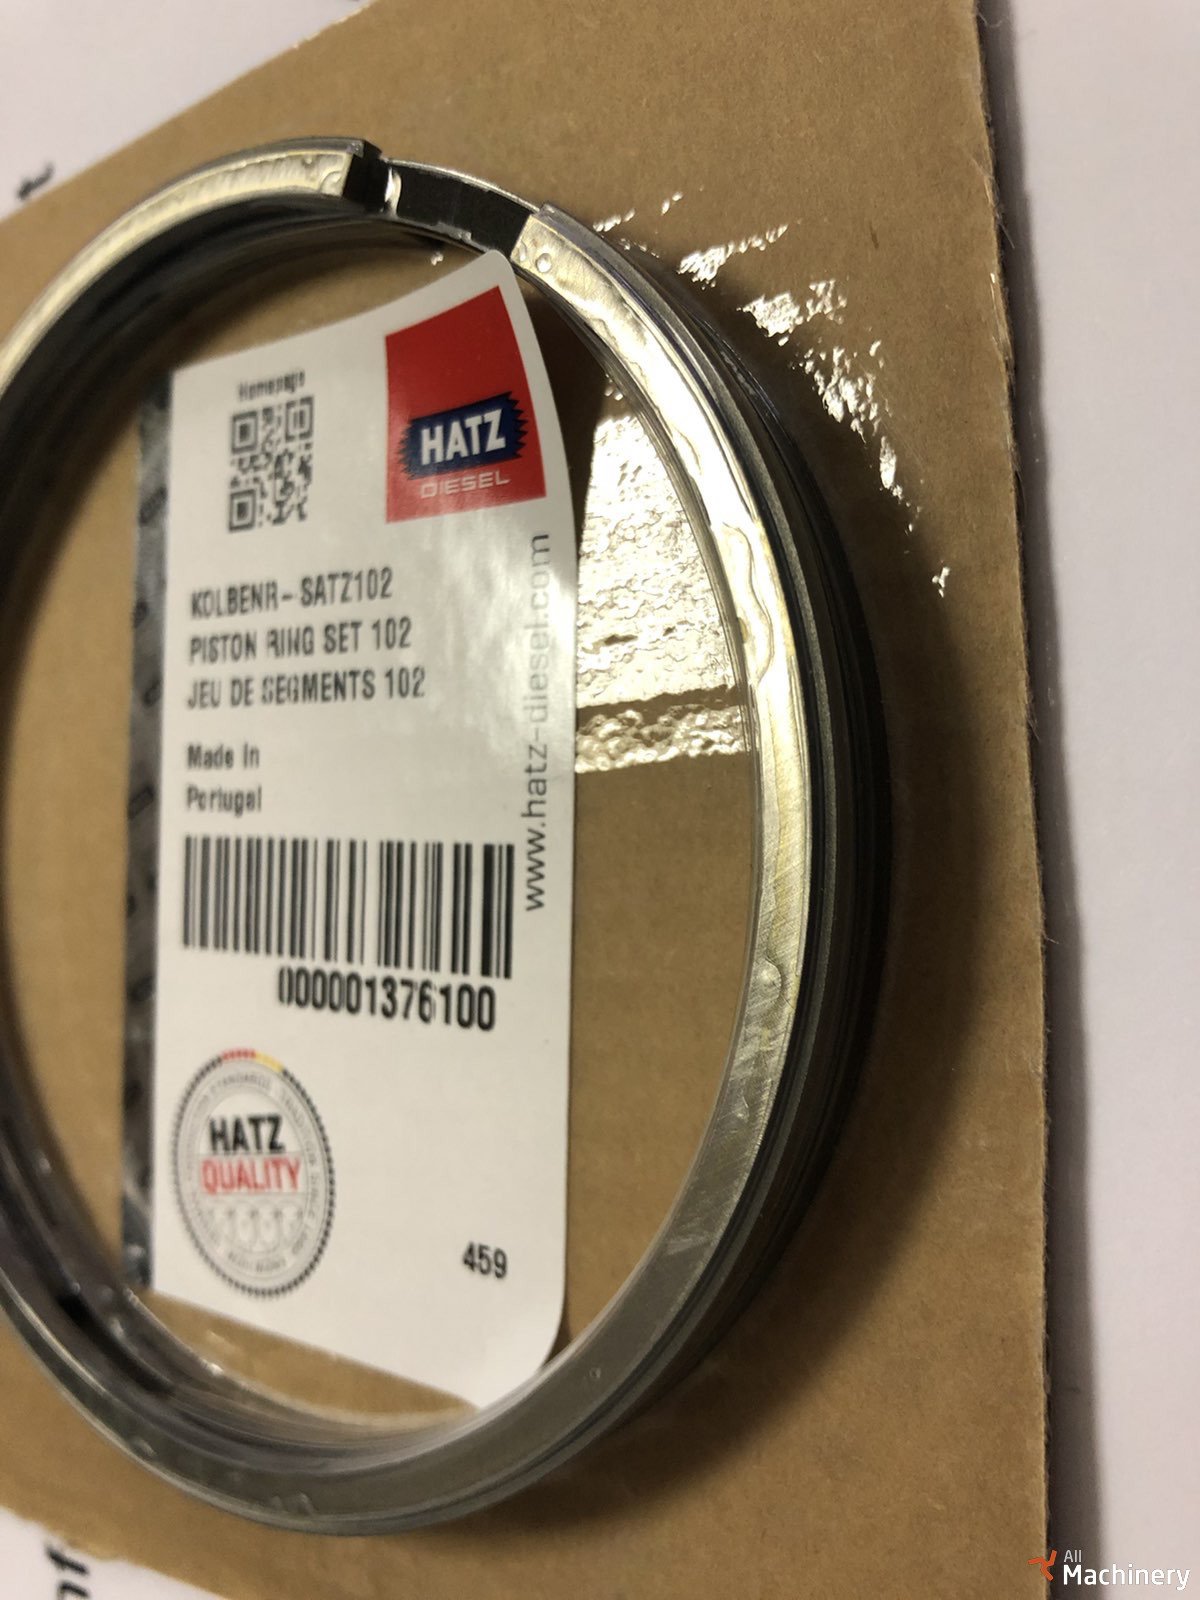 Homepage
HATZ
DIESEL
www.hatz-diesel.com
KOLBENR-SATZ102
PISTON RING SET 102
JEU DE SEGMENTS 102
Made In
Portugal
000001376100
HATZ
QUALITY
459
All
Machinery